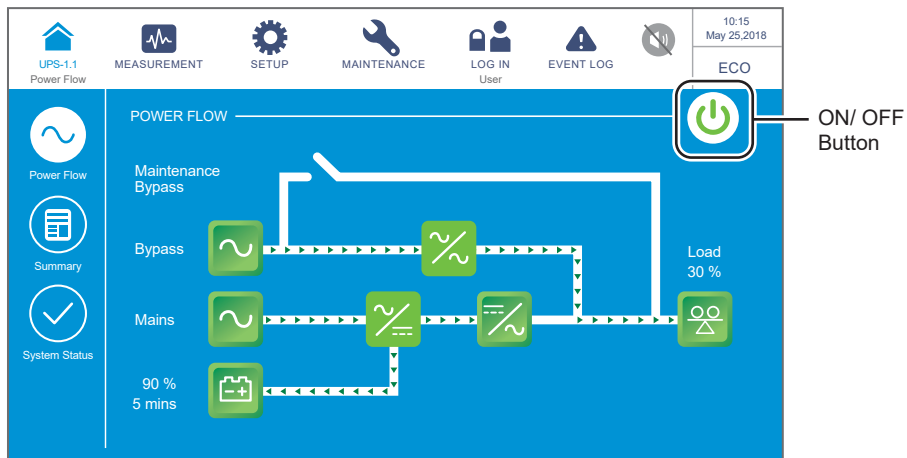 UPS-1.1
Power Flow
MEASUREMENT
SETUP
MAINTENANCE
LOG IN
User
EVENT LOG
10:15
May 25,2018
ECO
POWER FLOW
ON/ OFF
Button
Power Flow
Summary
System Status
Maintenance
Bypass
Bypass
Load
30 %
Mains
90 %
5 mins